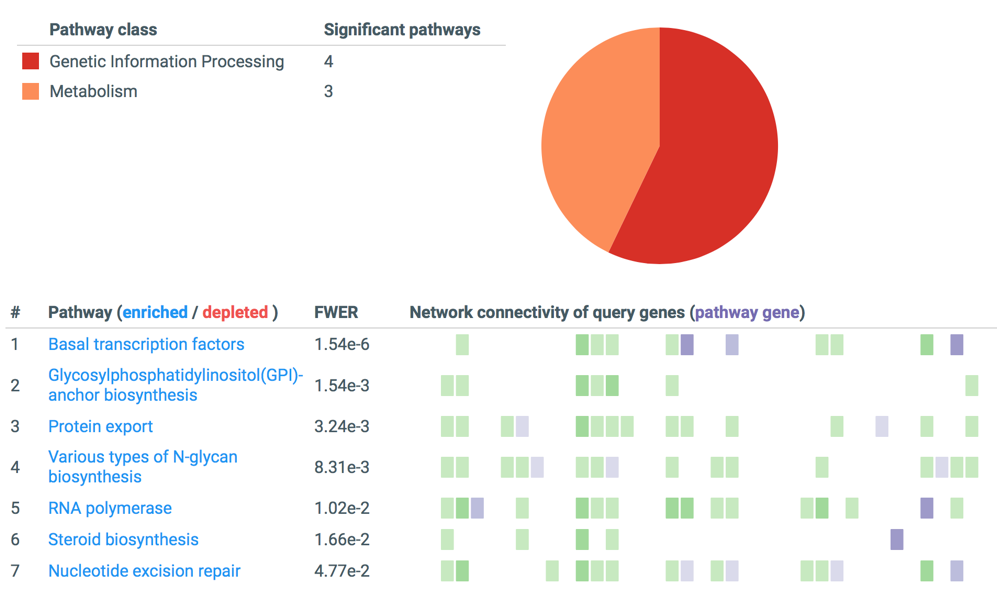 Pathway class Significant pathways
Genetic Information Processing 4
Metabolism 3
# Pathway (enriched / depleted ) FWER Network connectivity of query genes (pathway gene)
1 Basal transcription factors 1.54e-6
2 Glycosylphosphatidylinositol(GPI)-
anchor biosynthesis 1.54e-3
3 Protein export 3.24e-3
4 Various types of N-glycan
biosynthesis 8.31e-3
5 RNA polymerase 1.02e-2
6 Steroid biosynthesis 1.66e-2
7 Nucleotide excision repair 4.77e-2